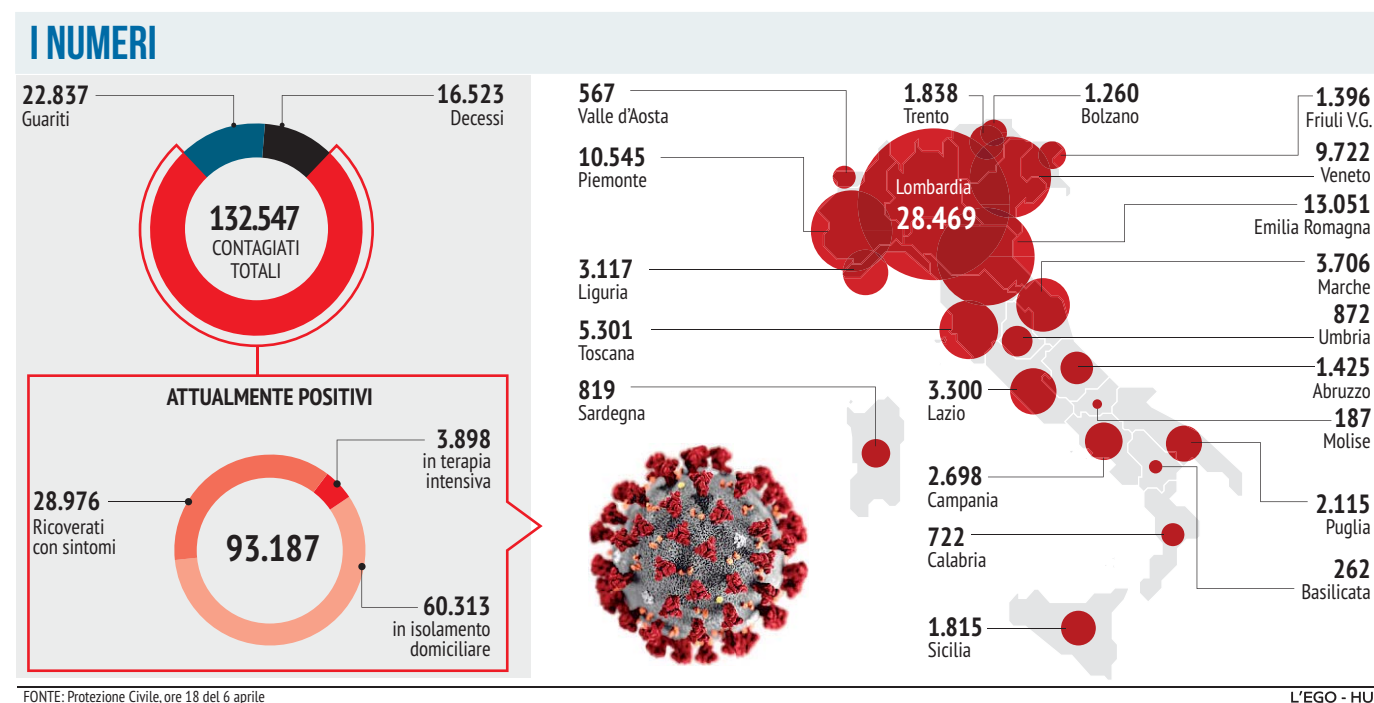 I NUMERI
22.837
Guariti
16.523
Decessi
132.547
CONTAGIATI
TOTALI
ATTUALMENTE POSITIVI
3.898
in terapia
intensiva
28.976
Ricoverati
con sintomi
93.187
60.313
in isolamento
domiciliare
567
Valle d'Aosta
10.545
Piemonte
3.117
Liguria
5.301
Toscana
819
Sardegna
1.838
Trento
1.260
Bolzano
Lombardia
28.469
1.396
Friuli V.G.
9.722
Veneto
13.051
Emilia Romagna
3.706
Marche
872
Umbria
1.425
Abruzzo
187
Molise
3.300
Lazio
2.698
Campania
722
Calabria
2.115
Puglia
262
Basilicata
1.815
Sicilia
FONTE: Protezione Civile, ore 18 del 6 aprile
L'EGO - HU